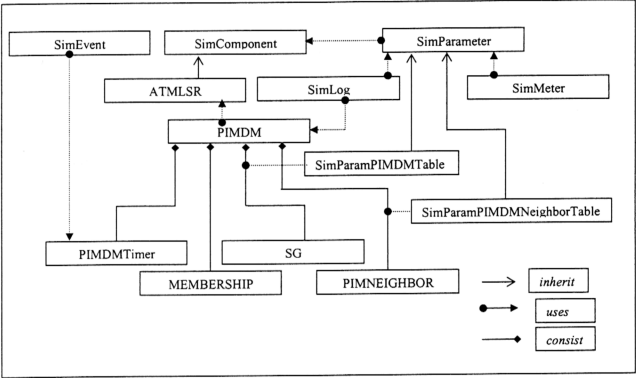 SimEvent
SimComponent
SimParameter
ATMLSR
SimLog
SimMeter
PIMDM
SimParamPIMDMTable
SimParamPIMDMNeighborTable
PIMDMTimer
SG
MEMBERSHIP
PIMNEIGHBOR
inherit
uses
consist